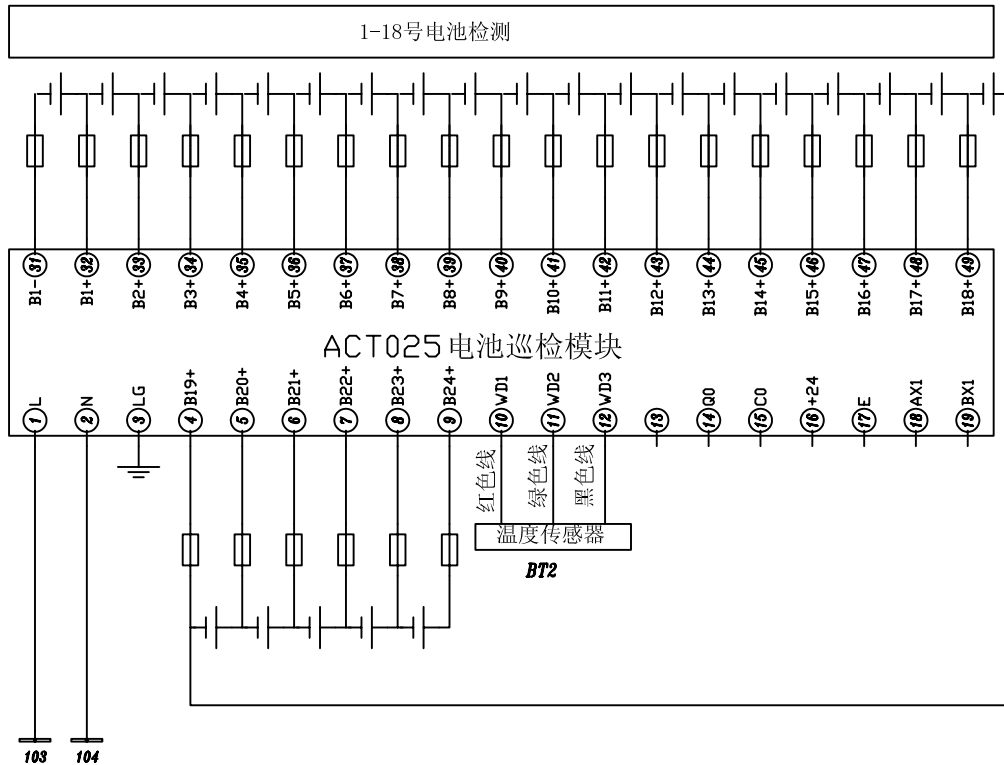 1-18号电池检测
31 32 33 34 35 36 37 38 39 40 41 42 43 44 45 46 47 48 49
B1- B1+ B2+ B3+ B4+ B5+ B6+ B7+ B8+ B9+ B10+ B11+ B12+ B13+ B14+ B15+ B16+ B17+ B18+
ACT025电池巡检模块
L N LG B19+ B20+ B21+ B22+ B23+ B24+ WD1 WD2 WD3 Q0 C0 +24 E AX1 BX1
1 2 3 4 5 6 7 8 9 10 11 12 13 14 15 16 17 18 19
红色线 绿色线 黑色线
温度传感器
BT2
103 104